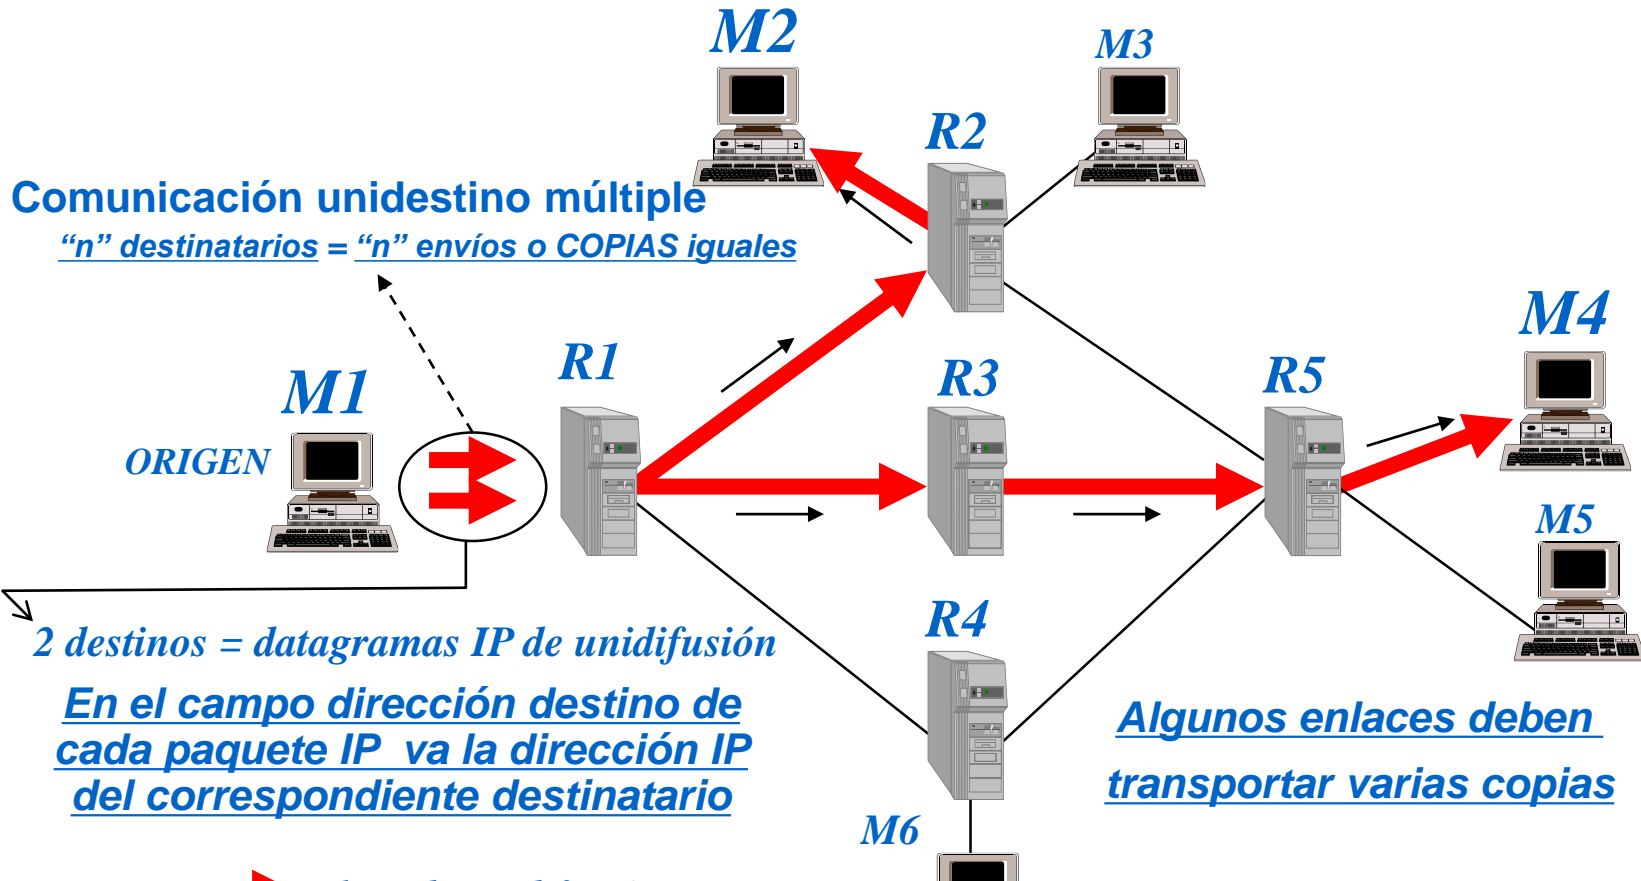 M2
M3
R2
Comunicación unidestino múltiple
“n” destinatarios = “n” envíos o COPIAS iguales
M4
R1
R3
R5
M1
ORIGEN
M5
R4
2 destinos = datagramas IP de unidifusión
En el campo dirección destino de
cada paquete IP va la dirección IP
del correspondiente destinatario
Algunos enlaces deben
transportar varias copias
M6